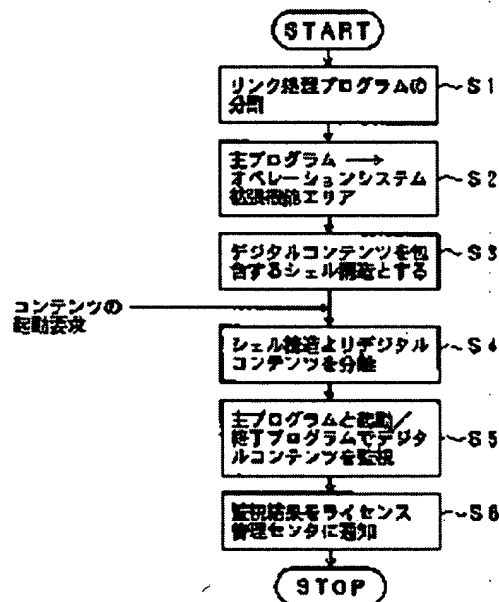 START
リンク処理プログラムの
分割
S1
主プログラム →
オペレーションシステム
拡張機能エリア
S2
デジタルコンテンツを包
含するシェル構造とする
S3
コンテンツの
起動要求
シェル構造よりデジタル
コンテンツを分離
S4
主プログラムと起動/
終了プログラムでデジタ
ルコンテンツを監視
S5
監視結果をライセンス
管理センタに通知
S6
STOP